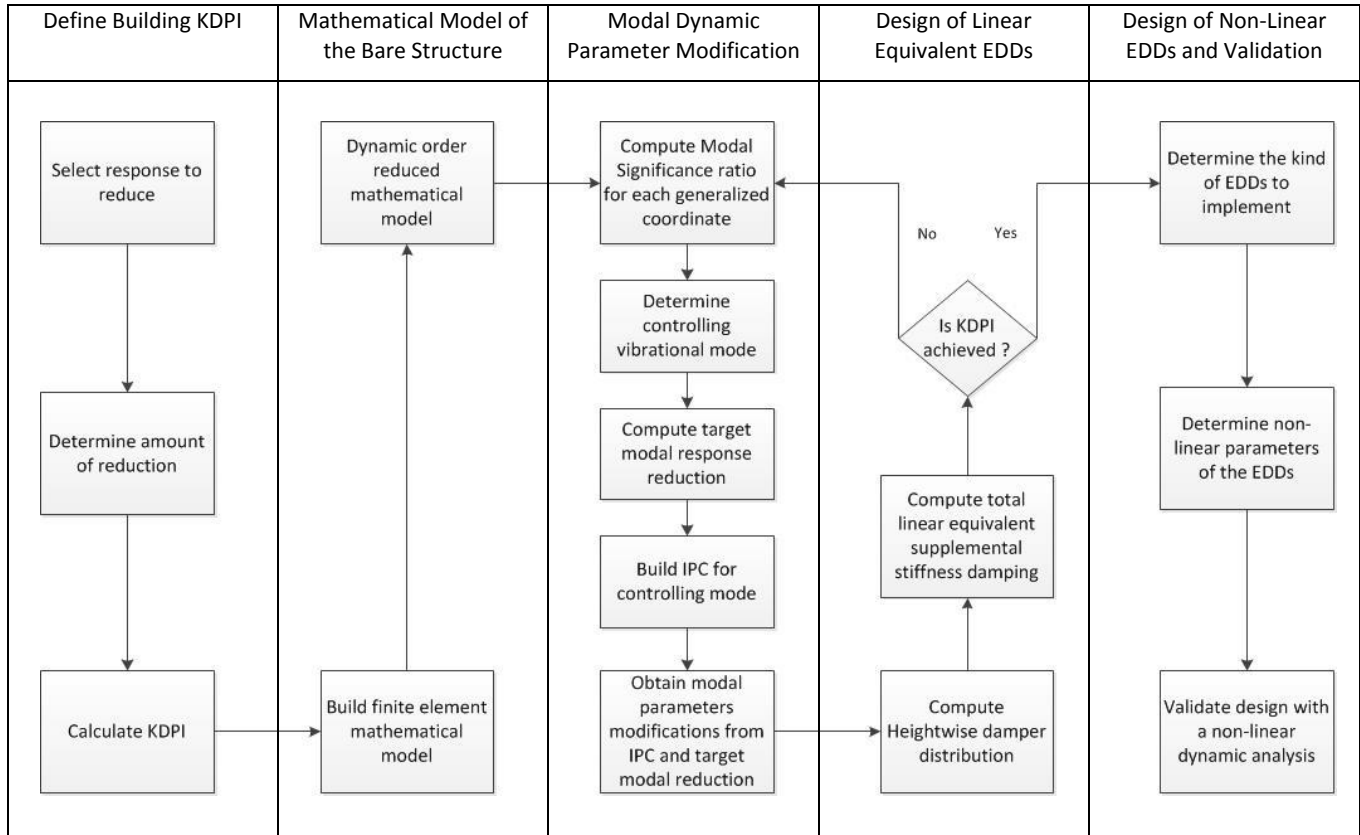 Define Building KDPI
Mathematical Model of
the Bare Structure
Modal Dynamic
Parameter Modification
Design of Linear
Equivalent EDDs
Design of Non-Linear
EDDs and Validation
Select response to
reduce
Determine amount
of reduction
Calculate KDPI
Dynamic order
reduced
mathematical
model
Build finite element
mathematical
model
Compute Modal
Significance ratio
for each generalized
coordinate
Determine
controlling
vibrational mode
Compute target
modal response
reduction
Build IPC for
controlling mode
Obtain modal
parameters
modifications from
IPC and target
modal reduction
No
Yes
Is KDPI
achieved ?
Compute total
linear equivalent
supplemental
stiffness damping
Compute
Heightwise damper
distribution
Determine the kind
of EDDs to
implement
Determine non-
linear parameters
of the EDDs
Validate design with
a non-linear
dynamic analysis